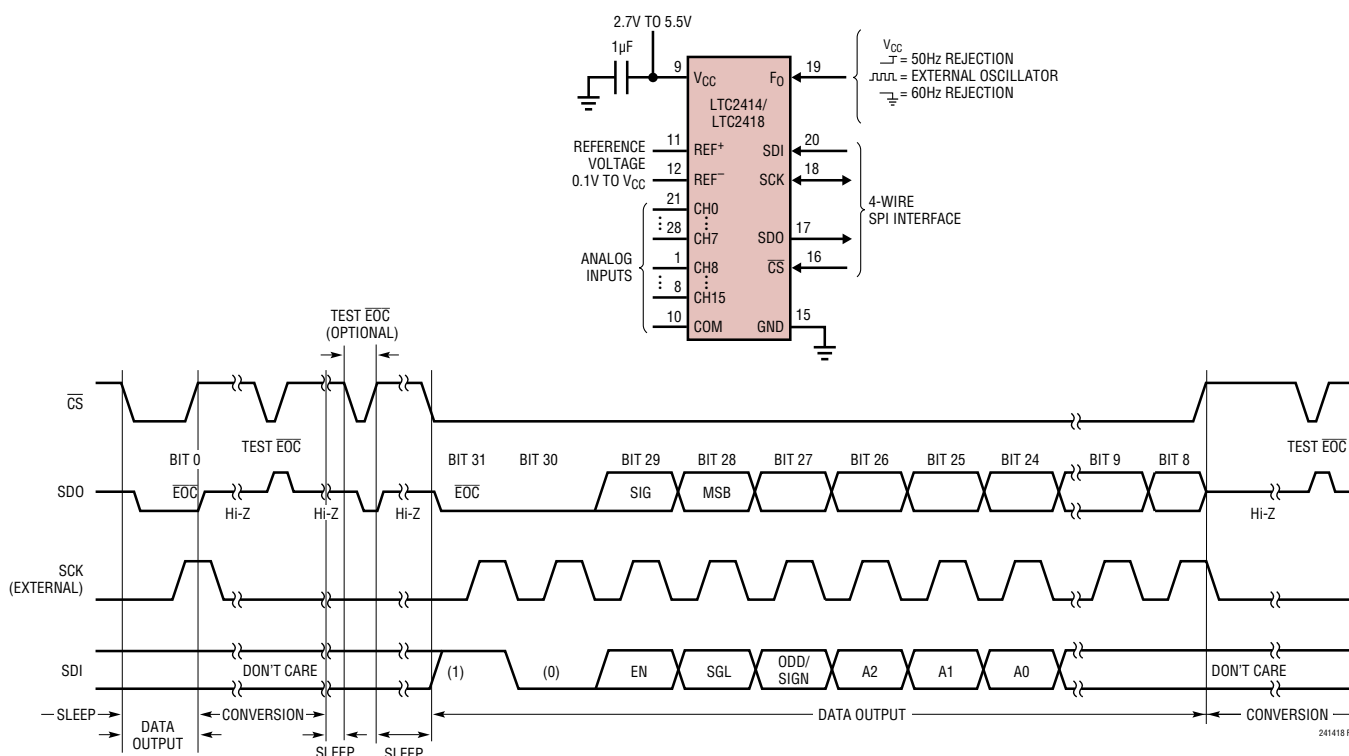 2.7V TO 5.5V
1µF
9
VCC
FO
19
VCC
= 50Hz REJECTION
= EXTERNAL OSCILLATOR
= 60Hz REJECTION
LTC2414/
LTC2418
REFERENCE
VOLTAGE
0.1V TO VCC
11
REF+
12
REF–
SDI
20
SCK
18
SDO
17
CS
16
4-WIRE
SPI INTERFACE
ANALOG
INPUTS
21
CH0
28
CH7
1
CH8
8
CH15
10
COM
GND
15
TEST EOC
(OPTIONAL)
CS
TEST EOC
TEST EOC
BIT 0
BIT 31
BIT 30
BIT 29
BIT 28
BIT 27
BIT 26
BIT 25
BIT 24
BIT 9
BIT 8
SDO
EOC
EOC
SIG
MSB
Hi-Z
Hi-Z
Hi-Z
Hi-Z
SCK
(EXTERNAL)
SDI
DON'T CARE
(1)
(0)
EN
SGL
ODD/
SIGN
A2
A1
A0
DON'T CARE
SLEEP
DATA
OUTPUT
CONVERSION
SLEEP
SLEEP
DATA OUTPUT
CONVERSION